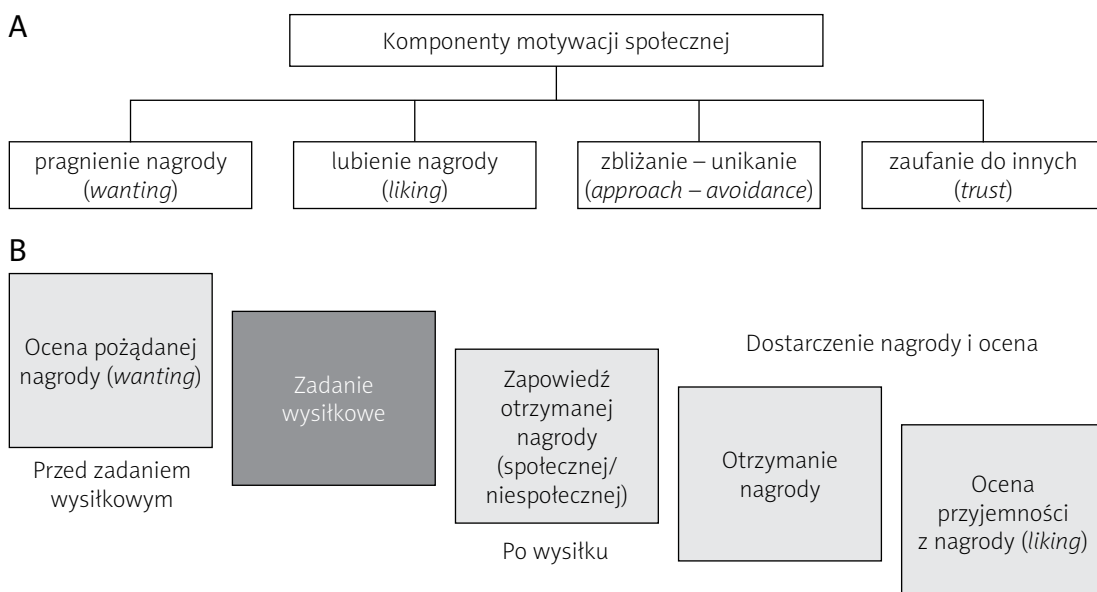 A
Komponenty motywacji społecznej
pragnienie nagrody
(wanting)
lubienie nagrody
(liking)
zbliżanie – unikanie
(approach – avoidance)
zaufanie do innych
(trust)
B
Ocena pożądanej
nagrody (wanting)
Przed zadaniem
wysiłkowym
Zadanie
wysiłkowe
Zapowiedź
otrzymanej
nagrody
(społecznej/
niespołecznej)
Po wysiłku
Dostarczenie nagrody i ocena
Otrzymanie
nagrody
Ocena
przyjemności
z nagrody (liking)